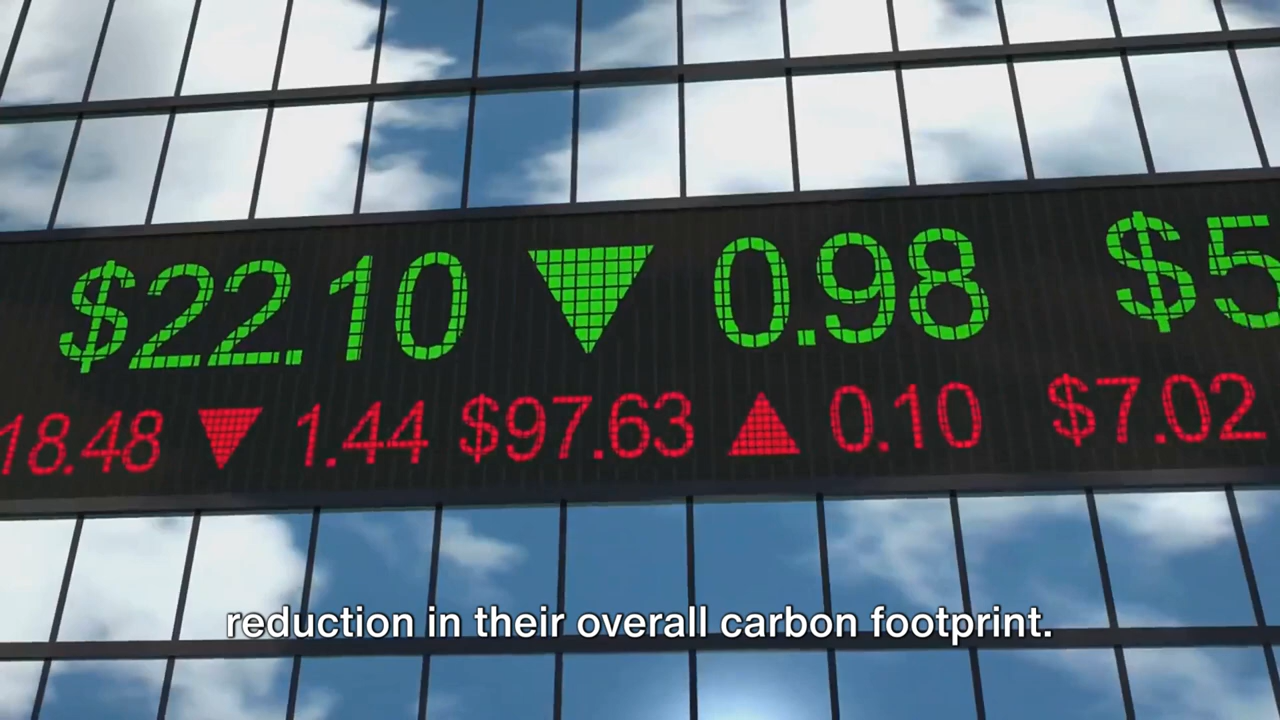 $22.10 ▼ 0.98 $5
18.48 ▼ 1.44 $97.63 ▲ 0.10 $7.02
reduction in their overall carbon footprint.